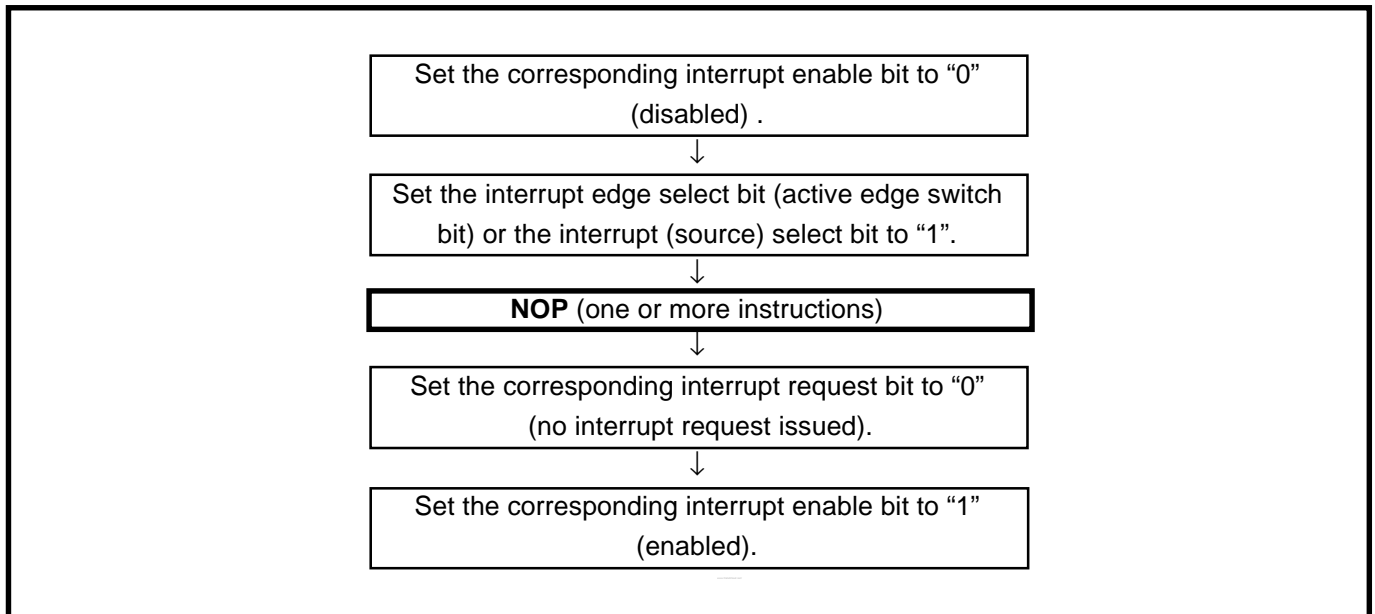 Set the corresponding interrupt enable bit to “0”
(disabled) .
↓
Set the interrupt edge select bit (active edge switch
bit) or the interrupt (source) select bit to “1”.
↓
NOP (one or more instructions)
↓
Set the corresponding interrupt request bit to “0”
(no interrupt request issued).
↓
Set the corresponding interrupt enable bit to “1”
(enabled).